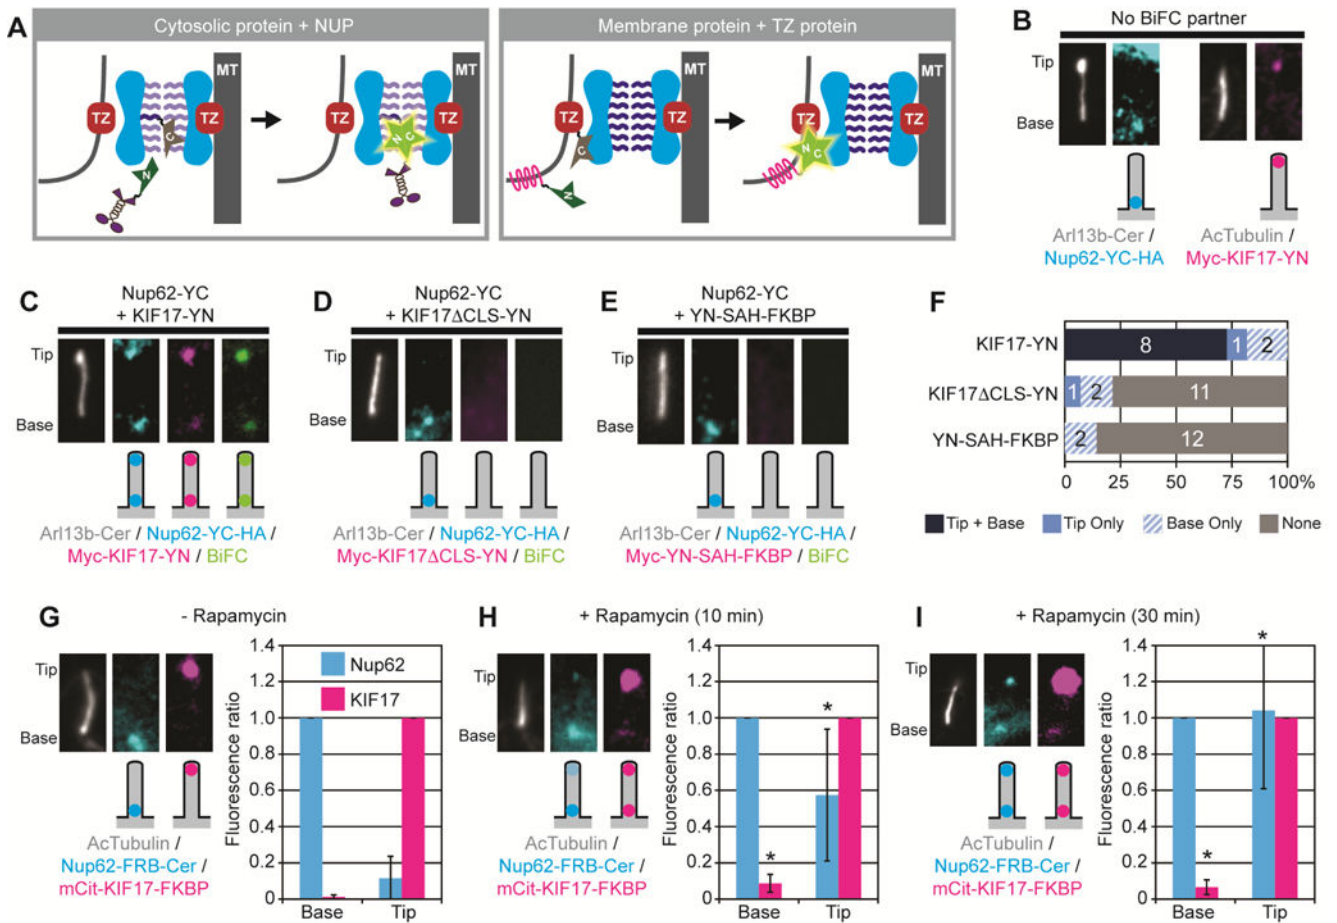 A
Cytosolic protein + NUP
MT
TZ
TZ
C
N
MT
TZ
TZ
N
C
Membrane protein + TZ protein
MT
TZ
TZ
C
N
MT
TZ
TZ
N
C
B
No BiFC partner
Tip
Base
Arl13b-Cer /
Nup62-YC-HA
AcTubulin /
Myc-KIF17-YN
C
Nup62-YC
+ KIF17-YN
Tip
Base
Arl13b-Cer / Nup62-YC-HA /
Myc-KIF17-YN / BiFC
D
Nup62-YC
+ KIF17ΔCLS-YN
Tip
Base
Arl13b-Cer / Nup62-YC-HA /
Myc-KIF17ΔCLS-YN / BiFC
E
Nup62-YC
+ YN-SAH-FKBP
Tip
Base
Arl13b-Cer / Nup62-YC-HA /
Myc-YN-SAH-FKBP / BiFC
F
KIF17-YN
8 1 2
KIF17ΔCLS-YN
1 2 11
YN-SAH-FKBP
2 12
0 25 50 75 100%
Tip + Base Tip Only Base Only None
G
- Rapamycin
Tip
Base
AcTubulin /
Nup62-FRB-Cer /
mCit-KIF17-FKBP
Fluorescence ratio
1.4
1.2
1.0
0.8
0.6
0.4
0.2
0
Nup62
KIF17
Base Tip
H
+ Rapamycin (10 min)
Tip
Base
AcTubulin /
Nup62-FRB-Cer /
mCit-KIF17-FKBP
Fluorescence ratio
1.4
1.2
1.0
0.8
0.6
0.4
0.2
0
*
*
Base Tip
I
+ Rapamycin (30 min)
Tip
Base
AcTubulin /
Nup62-FRB-Cer /
mCit-KIF17-FKBP
Fluorescence ratio
1.4
1.2
1.0
0.8
0.6
0.4
0.2
0
*
*
Base Tip